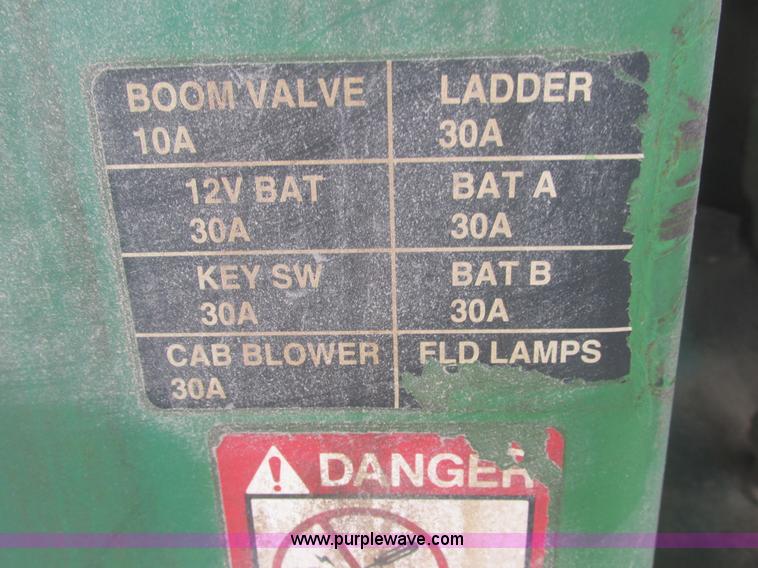 BOOM VALVE
10A
LADDER
30A
12V BAT
30A
BAT A
30A
KEY SW
30A
BAT B
30A
CAB BLOWER
30A
FLD LAMPS
DANGER
www.purplewave.com